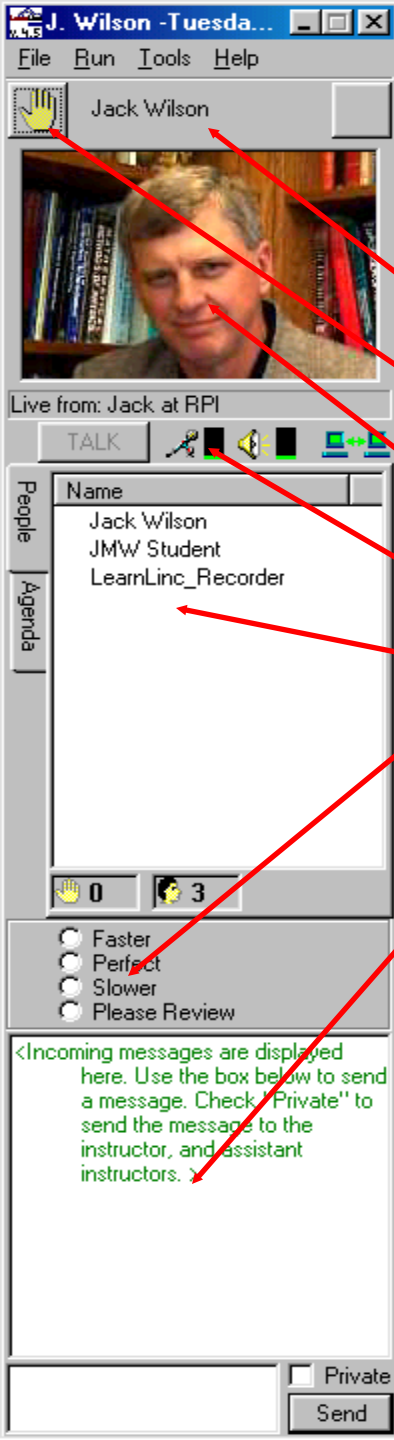 J. Wilson -Tuesda...
v.4.5
File Run Tools Help
Jack Wilson
Live from: Jack at RPI
TALK
People
Agenda
Name
Jack Wilson
JMW Student
LearnLinc_Recorder
0 3
Faster
Perfect
Slower
Please Review
<Incoming messages are displayed
here. Use the box below to send
a message. Check "Private" to
send the message to the
instructor, and assistant
instructors. >
Private
Send